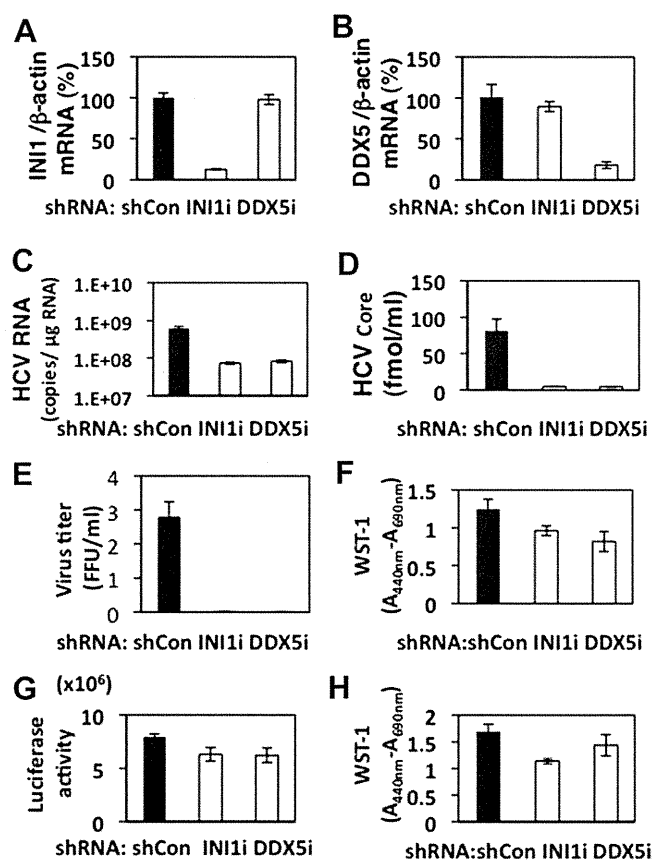 A
INI1 /β-actin
mRNA (%)
150
100
50
0
shRNA: shCon INI1i DDX5i
B
DDX5 /β-actin
mRNA (%)
150
100
50
0
shRNA: shCon INI1i DDX5i
C
HCV RNA
(copies/ μg RNA)
1.E+10
1.E+09
1.E+08
1.E+07
shRNA: shCon INI1i DDX5i
D
HCV Core
(fmol/ml)
150
100
50
0
shRNA: shCon INI1i DDX5i
E
Virus titer
(FFU/ml)
4
3
2
1
0
shRNA: shCon INI1i DDX5i
F
WST-1
(A440nm-A690nm)
1.5
1
0.5
0
shRNA:shCon INI1i DDX5i
G
(x10⁶)
Luciferase
activity
10
5
0
shRNA: shCon INI1i DDX5i
H
WST-1
(A440nm-A690nm)
2
1.5
1
0.5
0
shRNA:shCon INI1i DDX5i